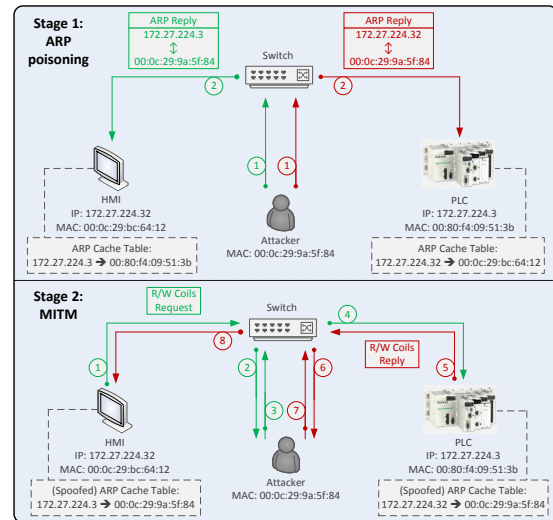 Stage 1:
ARP
poisoning
ARP Reply
172.27.224.3
↕
00:0c:29:9a:5f:84
Switch
ARP Reply
172.27.224.32
↕
00:0c:29:9a:5f:84
2
2
1
1
HMI
IP: 172.27.224.32
MAC: 00:0c:29:bc:64:12
ARP Cache Table:
172.27.224.3 ➔ 00:80:f4:09:51:3b
Attacker
MAC: 00:0c:29:9a:5f:84
PLC
IP: 172.27.224.3
MAC: 00:80:f4:09:51:3b
ARP Cache Table:
172.27.224.32 ➔ 00:0c:29:bc:64:12
Stage 2:
MITM
R/W Coils
Request
Switch
4
8
R/W Coils
Reply
1
2
3
7
6
5
HMI
IP: 172.27.224.32
MAC: 00:0c:29:bc:64:12
(Spoofed) ARP Cache Table:
172.27.224.3 ➔ 00:0c:29:9a:5f:84
Attacker
MAC: 00:0c:29:9a:5f:84
PLC
IP: 172.27.224.3
MAC: 00:80:f4:09:51:3b
(Spoofed) ARP Cache Table:
172.27.224.32 ➔ 00:0c:29:9a:5f:84